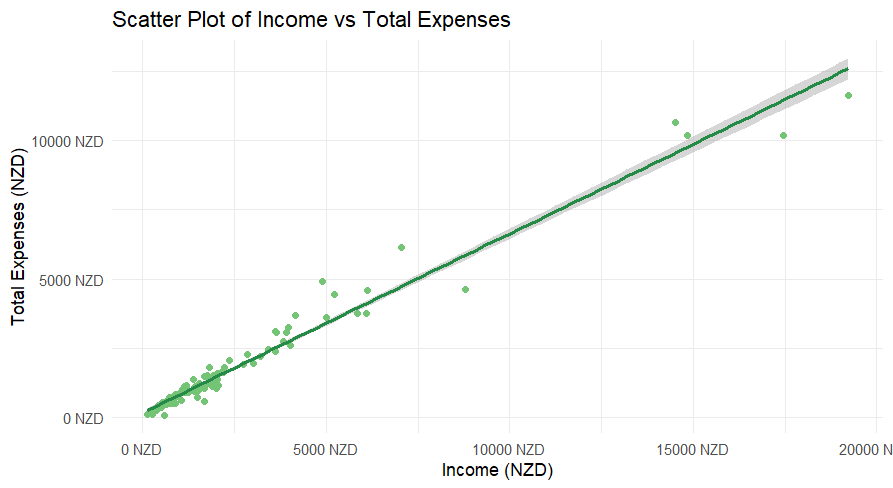 Scatter Plot of Income vs Total Expenses
Total Expenses (NZD)
10000 NZD
5000 NZD
0 NZD
0 NZD
5000 NZD
10000 NZD
15000 NZD
20000 N
Income (NZD)